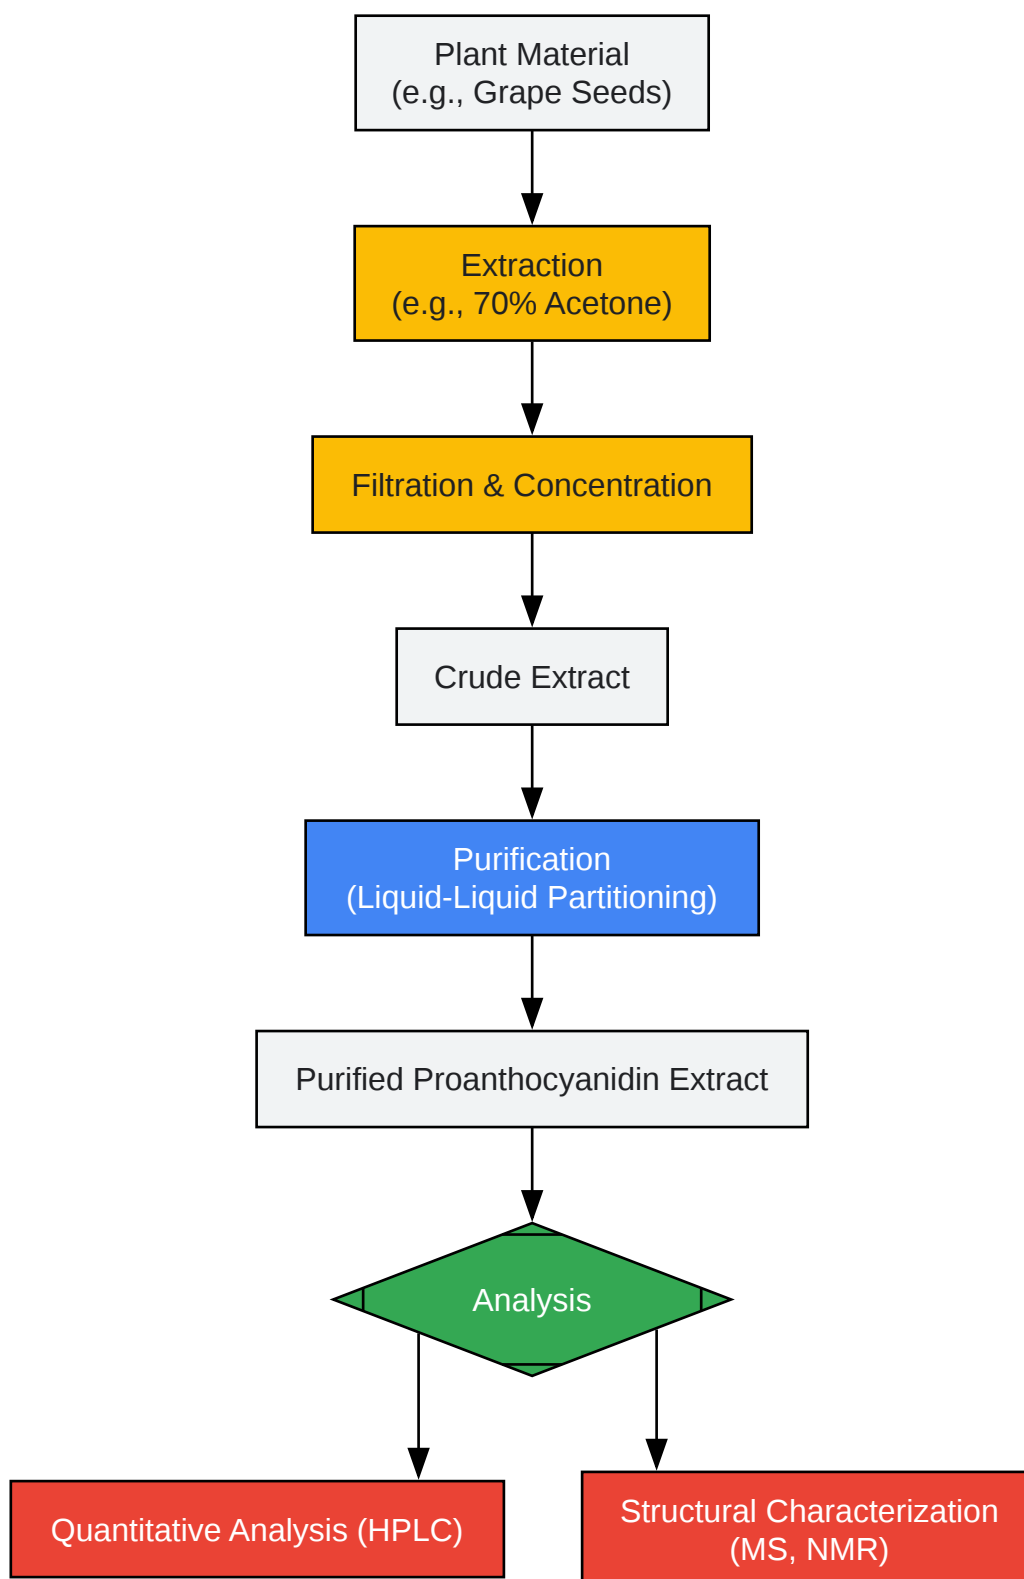 Plant Material
(e.g., Grape Seeds)
Extraction
(e.g., 70% Acetone)
Filtration & Concentration
Crude Extract
Purification
(Liquid-Liquid Partitioning)
Purified Proanthocyanidin Extract
Analysis
Quantitative Analysis (HPLC)
Structural Characterization
(MS, NMR)